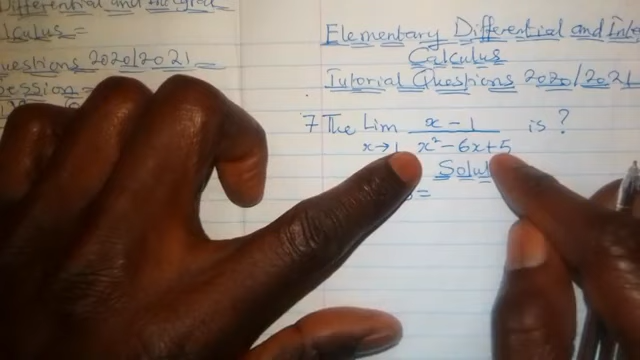 Differential and Integral
Calculus =
Questions 2020/2021 =
Elementary Differential and Inte
Calculus
Tutorial Questions 2020/2021
7 The Lim x - 1 is?
x→1 x² - 6x + 5
Solut
=